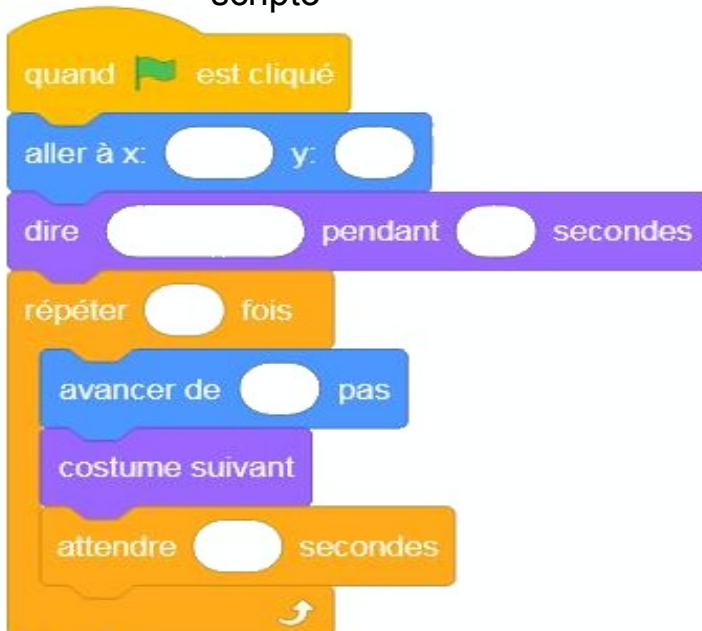 quand est cliqué
aller à x: y:
dire pendant secondes
répéter fois
avancer de pas
costume suivant
attendre secondes